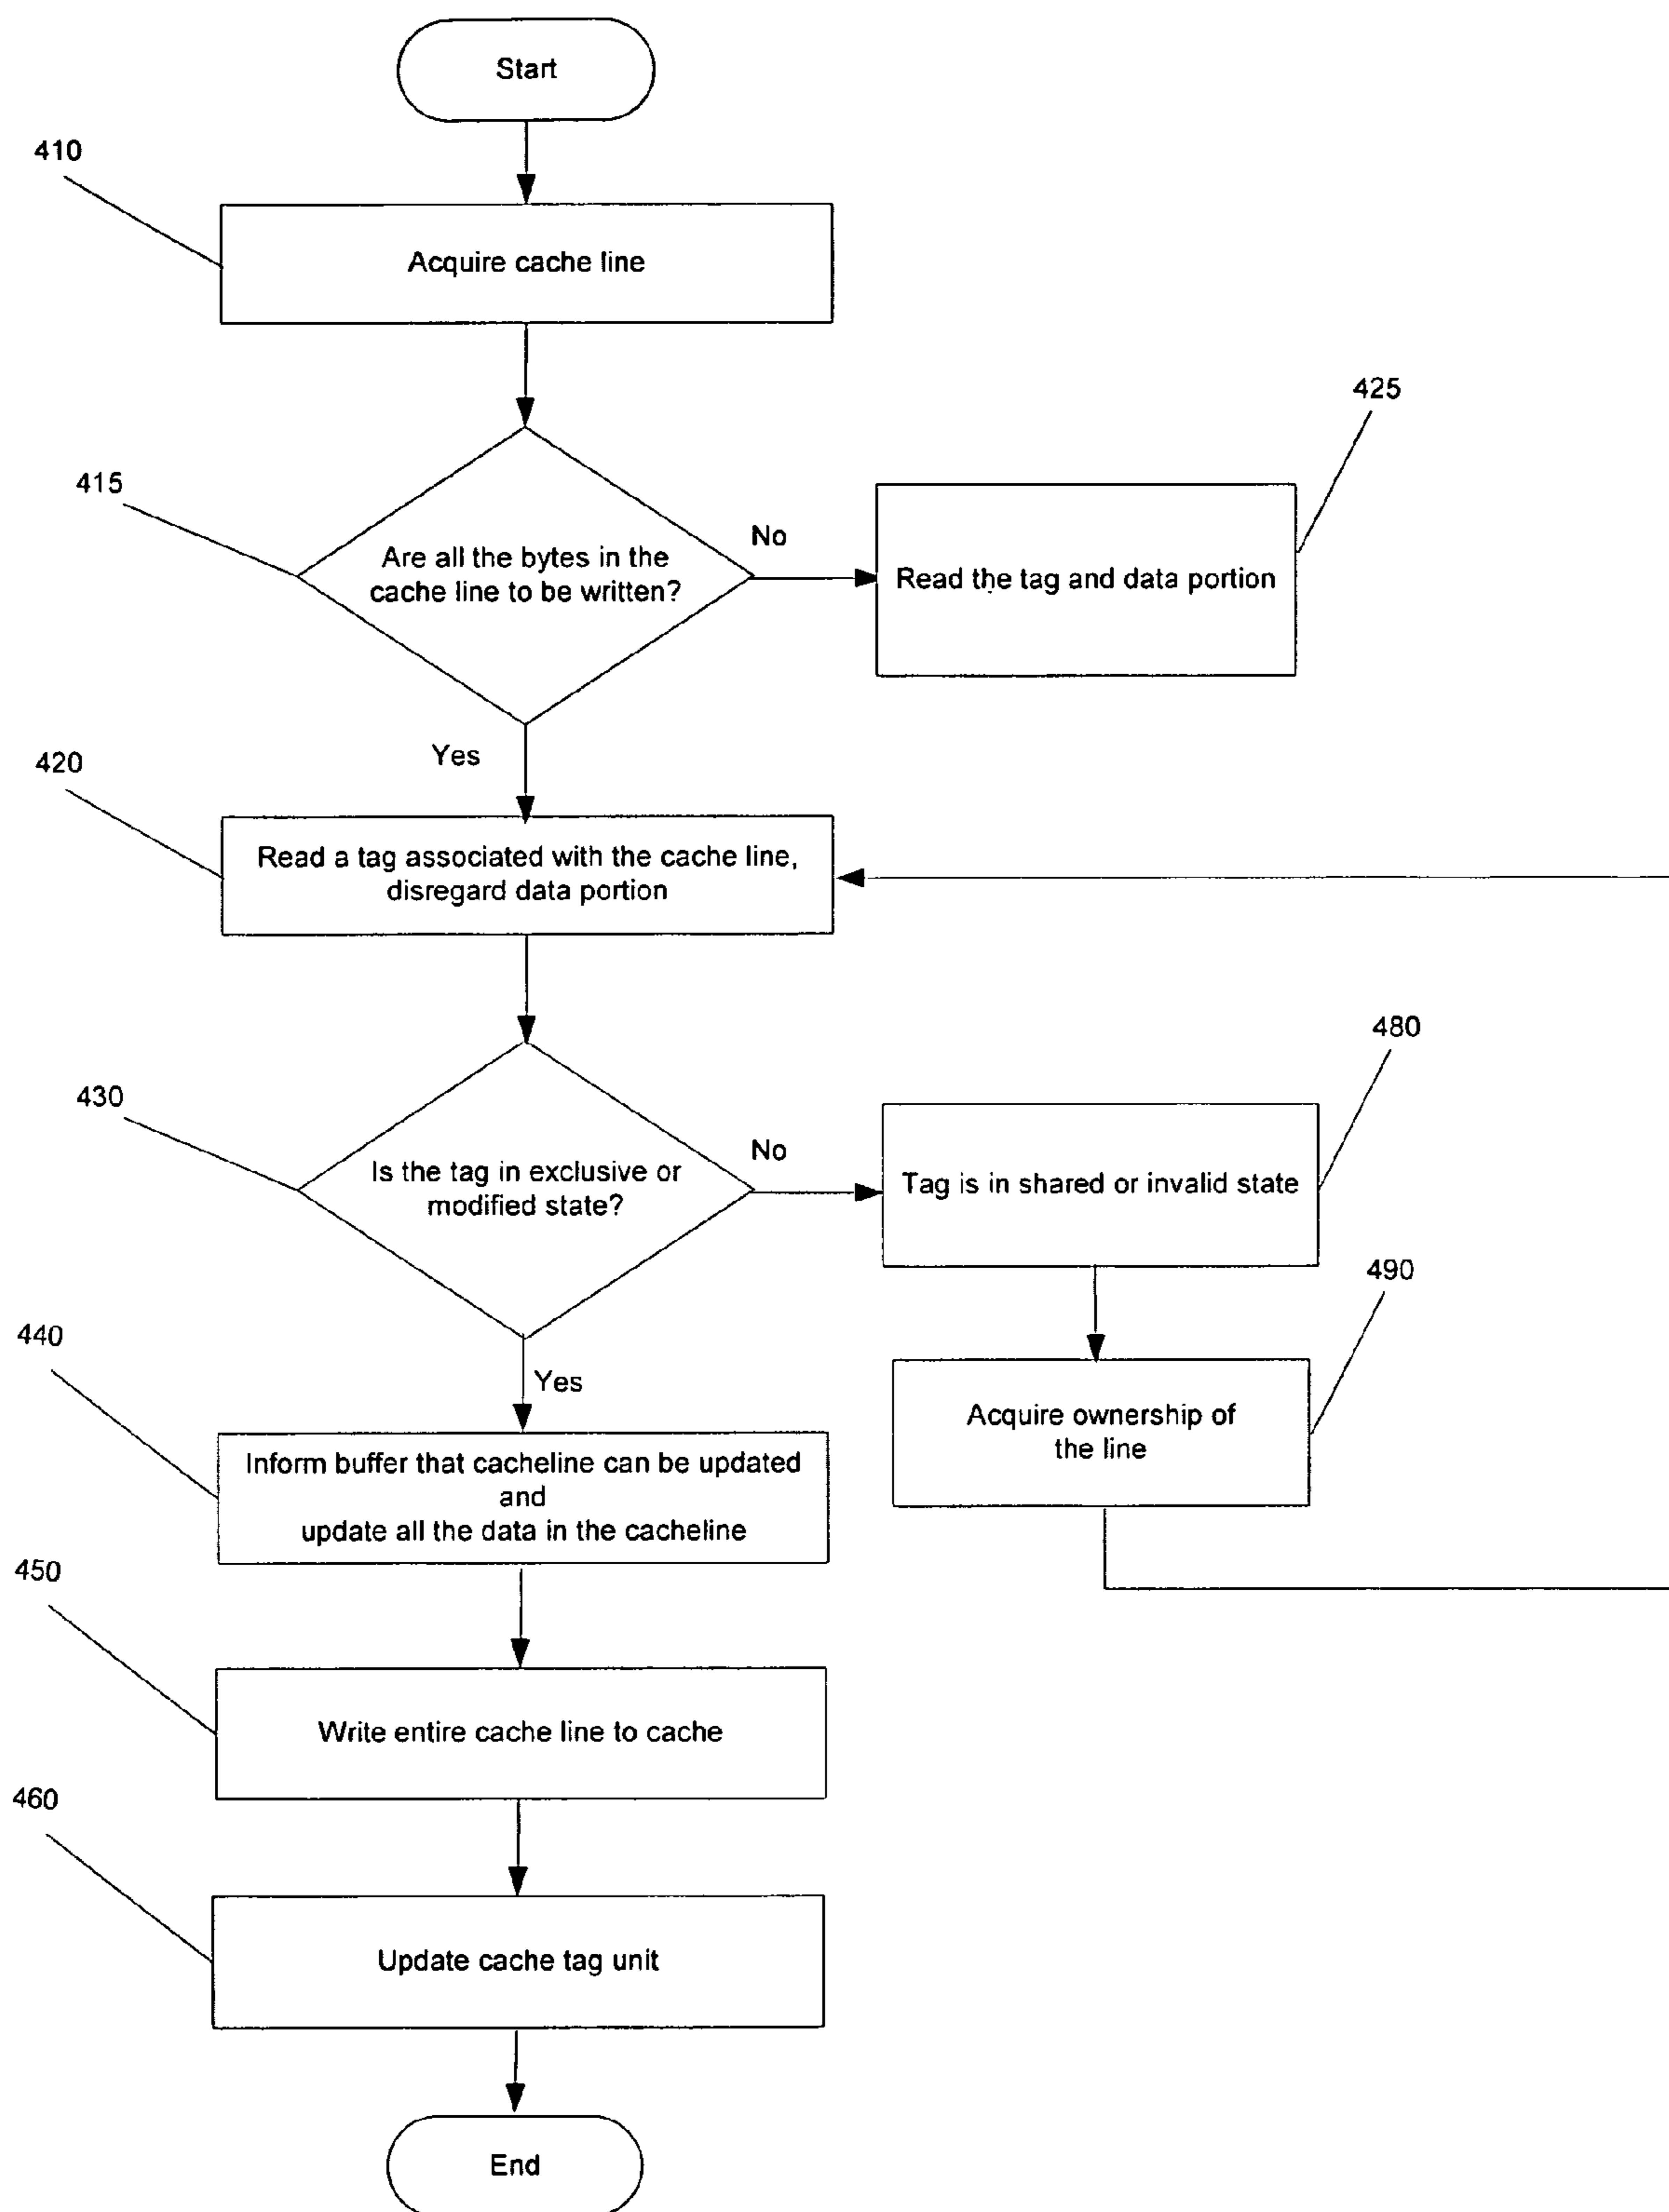 Start
410
Acquire cache line
425
415
Are all the bytes in the
cache line to be written?
No
Read the tag and data portion
Yes
420
Read a tag associated with the cache line,
disregard data portion
480
430
Is the tag in exclusive or
modified state?
No
Tag is in shared or invalid state
490
440
Yes
Acquire ownership of
the line
Inform buffer that cacheline can be updated
and
update all the data in the cacheline
450
Write entire cache line to cache
460
Update cache tag unit
End